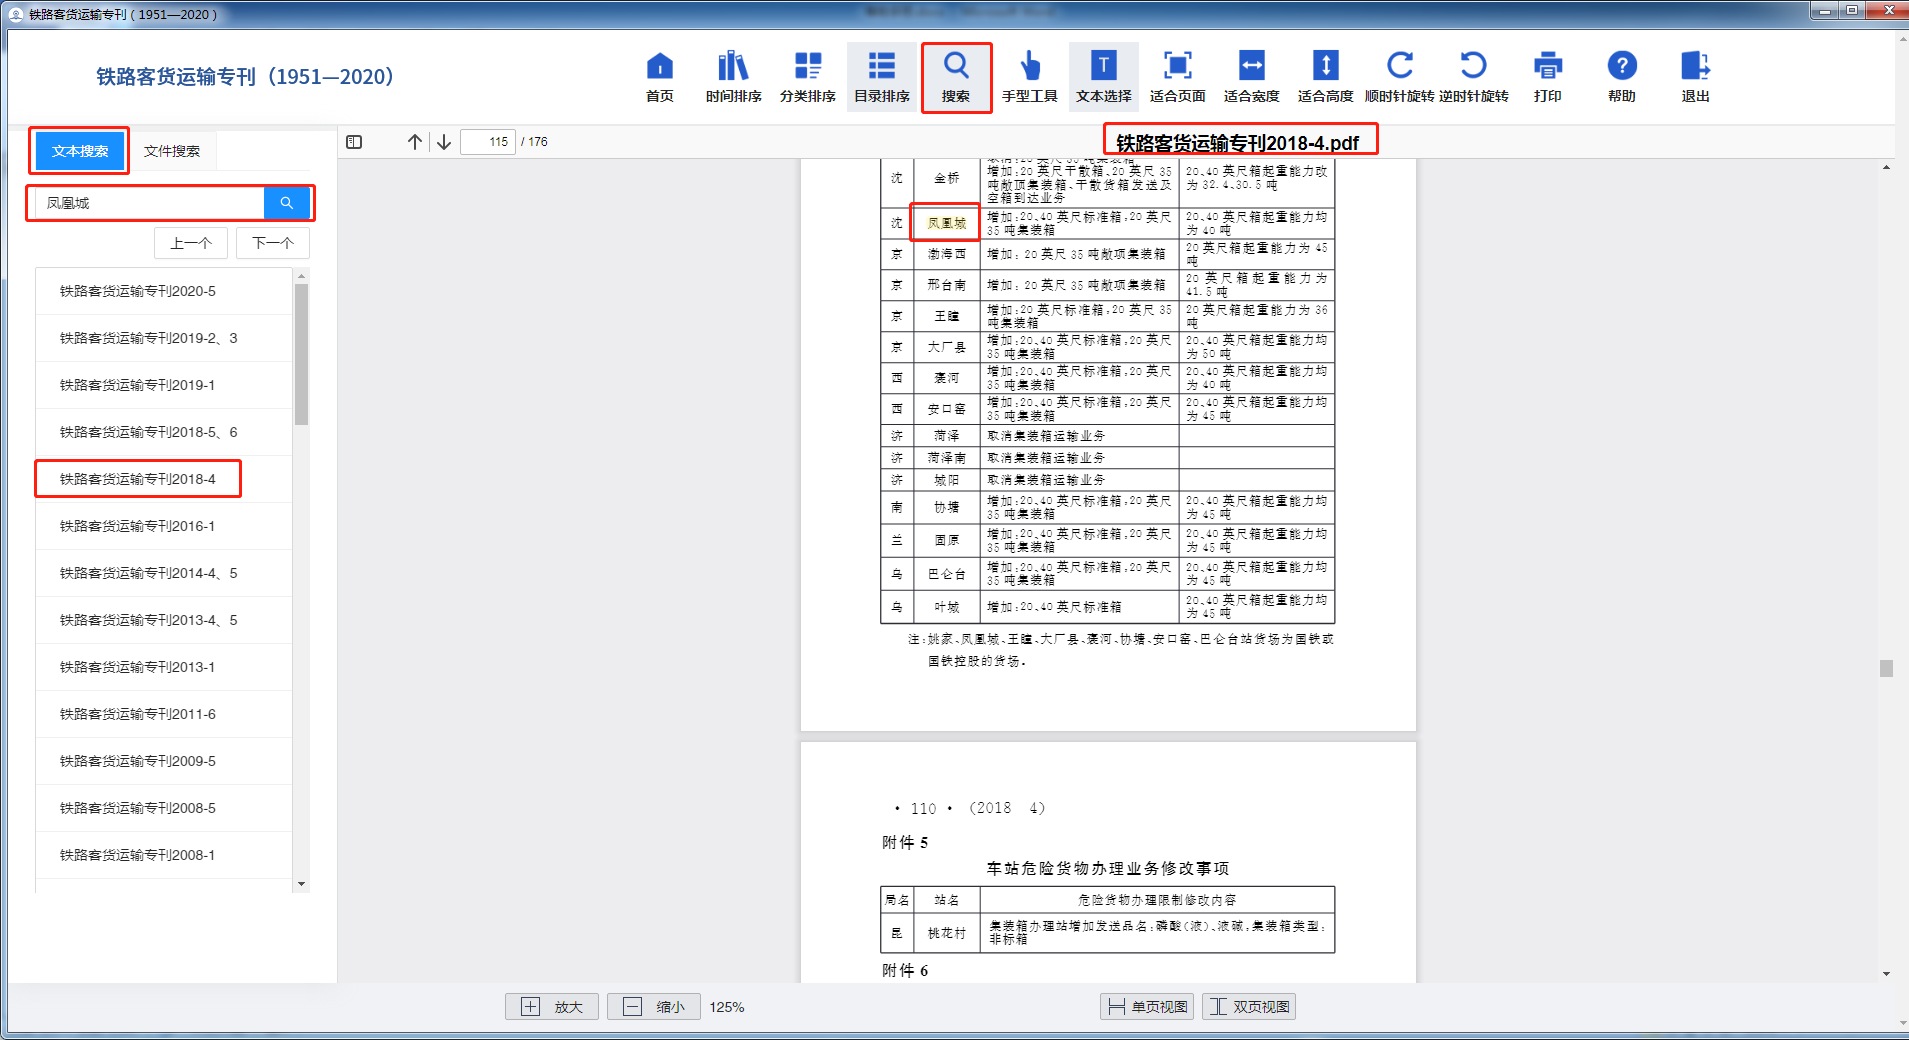 铁路客货运输专刊（1951—2020）
铁路客货运输专刊（1951—2020）
首页
时间排序
分类排序
目录排序
搜索
手型工具
文本选择
适合页面
适合宽度
适合高度
顺时针旋转
逆时针旋转
打印
帮助
退出
文本搜索
文件搜索
凤凰城
上一个
下一个
铁路客货运输专刊2020-5
铁路客货运输专刊2019-2、3
铁路客货运输专刊2019-1
铁路客货运输专刊2018-5、6
铁路客货运输专刊2018-4
铁路客货运输专刊2016-1
铁路客货运输专刊2014-4、5
铁路客货运输专刊2013-4、5
铁路客货运输专刊2013-1
铁路客货运输专刊2011-6
铁路客货运输专刊2009-5
铁路客货运输专刊2008-5
铁路客货运输专刊2008-1
115 / 176
铁路客货运输专刊2018-4.pdf
沈 金桥
取消:20英尺35吨集装箱
增加:20英尺干散箱、20英尺35
吨敞顶集装箱、干散货箱发送及
空箱到达业务
20、40英尺箱起重能力改
为32.4、30.5吨
沈 凤凰城
增加:20、40英尺标准箱;20英尺
35吨集装箱
20、40英尺箱起重能力均
为40吨
京 渤海西
增加: 20英尺35吨敞顶集装箱
20英尺箱起重能力为45
吨
京 邢台南
增加: 20英尺35吨敞顶集装箱
20英尺箱起重能力为
41.5吨
京 王瞳
增加:20英尺标准箱;20英尺35
吨集装箱
20英尺箱起重能力为36
吨
京 大厂县
增加:20、40英尺标准箱;20英尺
35吨集装箱
20、40英尺箱起重能力均
为50吨
西 褒河
增加:20、40英尺标准箱;20英尺
35吨集装箱
20、40英尺箱起重能力均
为40吨
西 安口窑
增加:20、40英尺标准箱;20英尺
35吨集装箱
20、40英尺箱起重能力均
为45吨
济 菏泽 取消集装箱运输业务
济 菏泽南 取消集装箱运输业务
济 城阳 取消集装箱运输业务
南 协塘
增加:20、40英尺标准箱;20英尺
35吨集装箱
20、40英尺箱起重能力均
为45吨
兰 固原
增加:20、40英尺标准箱;20英尺
35吨集装箱
20、40英尺箱起重能力均
为45吨
乌 巴仑台
增加:20、40英尺标准箱;20英尺
35吨集装箱
20、40英尺箱起重能力均
为45吨
乌 叶城
增加:20、40英尺标准箱
20、40英尺箱起重能力均
为45吨
注:姚家、凤凰城、王瞳、大厂县、褒河、协塘、安口窑、巴仑台站货场为国铁或
国铁控股的货场.
· 110 · （2018 4）
附件 5
车站危险货物办理业务修改事项
局名 站名 危险货物办理限制修改内容
昆 桃花村
集装箱办理站增加发送品名:磷酸(液)、液碱;集装箱类型:
非标箱
附件 6
放大
缩小
125%
单页视图
双页视图